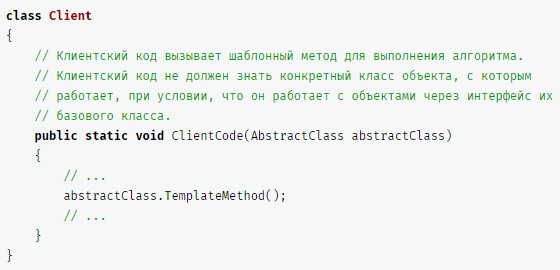 class Client
{
    // Клиентский код вызывает шаблонный метод для выполнения алгоритма.
    // Клиентский код не должен знать конкретный класс объекта, с которым
    // работает, при условии, что он работает с объектами через интерфейс их
    // базового класса.
    public static void ClientCode(AbstractClass abstractClass)
    {
        // ...
        abstractClass.TemplateMethod();
        // ...
    }
}